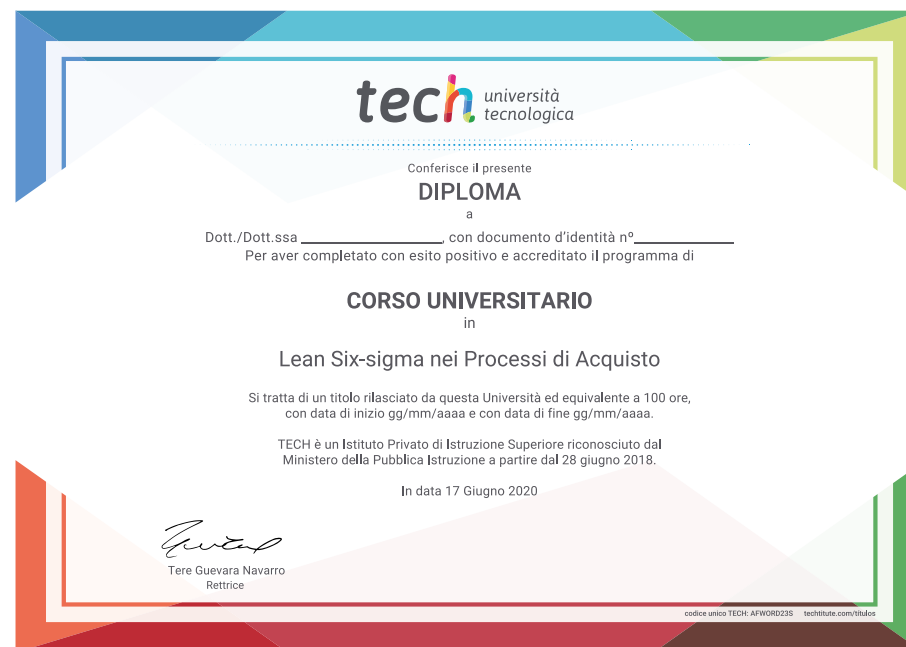 tech università
tecnologica
Conferisce il presente
DIPLOMA
a
Dott./Dott.ssa ____________________, con documento d'identità nº______________
Per aver completato con esito positivo e accreditato il programma di
CORSO UNIVERSITARIO
in
Lean Six-sigma nei Processi di Acquisto
Si tratta di un titolo rilasciato da questa Università ed equivalente a 100 ore,
con data di inizio gg/mm/aaaa e con data di fine gg/mm/aaaa.
TECH è un Istituto Privato di Istruzione Superiore riconosciuto dal
Ministero della Pubblica Istruzione a partire dal 28 giugno 2018.
In data 17 Giugno 2020
Tere Guevara Navarro
Rettrice
codice unico TECH: AFWORD23S techtitute.com/titulos